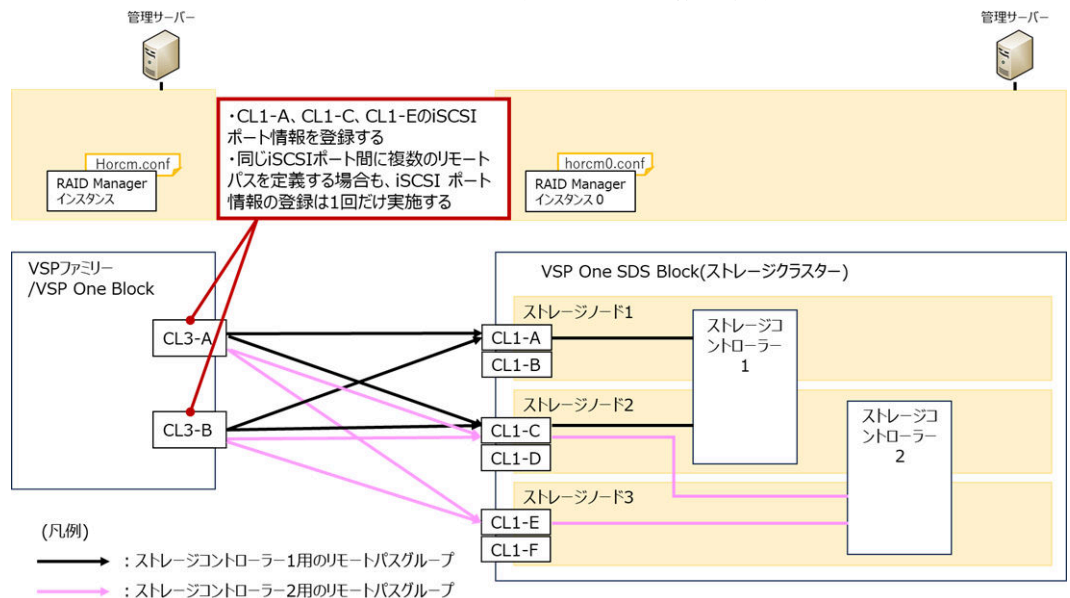 管理サーバー
管理サーバー
・CL1-A、CL1-C、CL1-EのiSCSI
ポート情報を登録する
・同じiSCSIポート間に複数のリモート
パスを定義する場合も、iSCSI ポート
情報の登録は1回だけ実施する
Horcm.conf
RAID Manager
インスタンス
horcm0.conf
RAID Manager
インスタンス 0
VSPファミリー
/VSP One Block
CL3-A
CL3-B
VSP One SDS Block(ストレージクラスター)
ストレージノード1
CL1-A
CL1-B
ストレージコ
ントローラー
1
ストレージノード2
CL1-C
CL1-D
ストレージコ
ントローラー
2
ストレージノード3
CL1-E
CL1-F
(凡例)
：ストレージコントローラー1用のリモートパスグループ
：ストレージコントローラー2用のリモートパスグループ